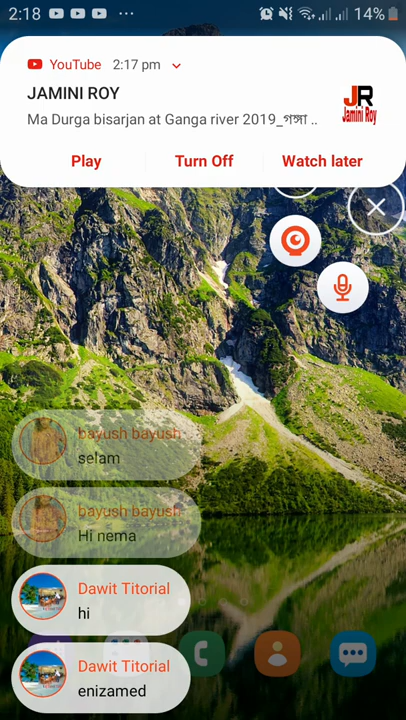 2:18
14%
YouTube 2:17 pm
JAMINI ROY
Ma Durga bisarjan at Ganga river 2019_গঙ্গা ..
JR
Jamini Roy
Play Turn Off Watch later
bayush bayush
selam
bayush bayush
Hi nema
Dawit Titorial
hi
Dawit Titorial
enizamed